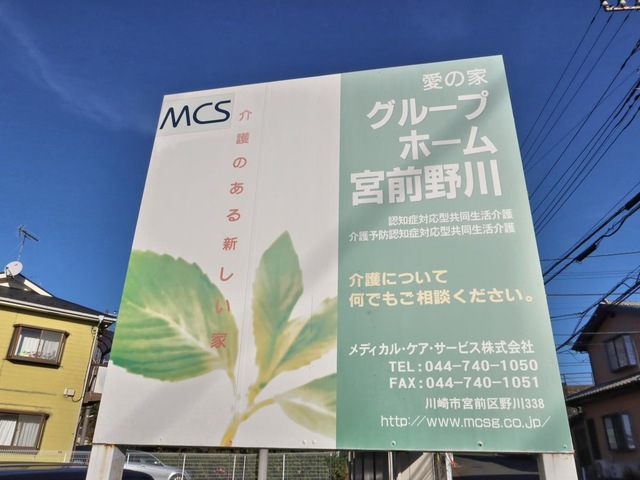 MCS
介護のある新しい家
愛の家
グループ
ホーム
宮前野川
認知症対応型共同生活介護
介護予防認知症対応型共同生活介護
介護について
何でもご相談ください。
メディカル・ケア・サービス株式会社
TEL:044-740-1050
FAX:044-740-1051
川崎市宮前区野川338
http://www.mcsg.co.jp/